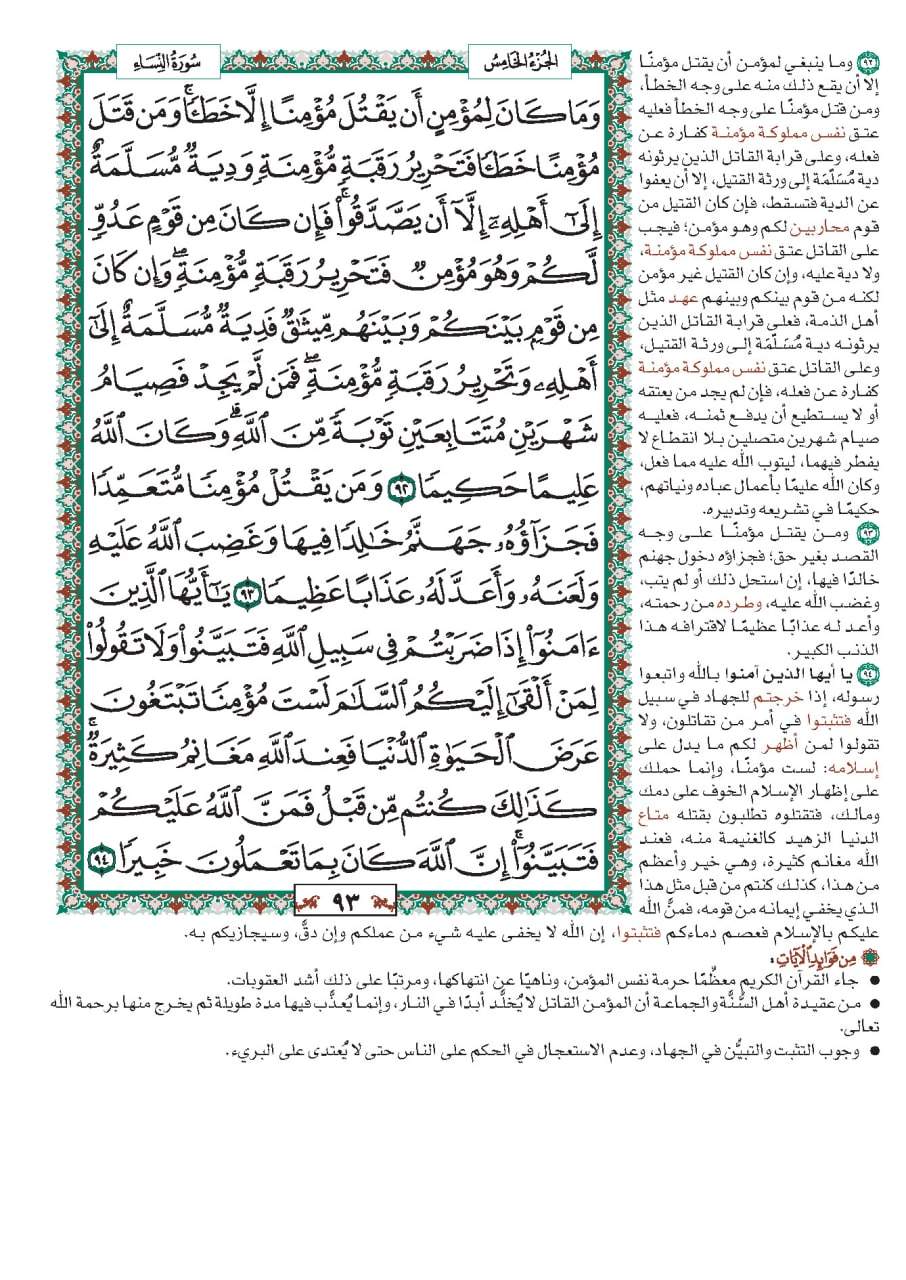 الجُزْءُ الخَامِسُ
سُورَةُ النِّسَاءِ
وَمَا كَانَ لِمُؤْمِنٍ أَن يَقْتُلَ مُؤْمِنًا إِلَّا خَطَـًٔاۚ وَمَن قَتَلَ
مُؤْمِنًا خَطَـًٔا فَتَحْرِيرُ رَقَبَةٍ مُّؤْمِنَةٍ وَدِيَةٌ مُّسَلَّمَةٌ
إِلَىٰٓ أَهْلِهِۦٓ إِلَّآ أَن يَصَّدَّقُوا۟ۚ فَإِن كَانَ مِن قَوْمٍ عَدُوٍّ
لَّكُمْ وَهُوَ مُؤْمِنٌ فَتَحْرِيرُ رَقَبَةٍ مُّؤْمِنَةٍۖ وَإِن كَانَ
مِن قَوْمٍۭ بَيْنَكُمْ وَبَيْنَهُم مِّيثَٰقٌ فَدِيَةٌ مُّسَلَّمَةٌ إِلَىٰٓ
أَهْلِهِۦ وَتَحْرِيرُ رَقَبَةٍ مُّؤْمِنَةٍۖ فَمَن لَّمْ يَجِدْ فَصِيَامُ
شَهْرَيْنِ مُتَتَابِعَيْنِ تَوْبَةً مِّنَ ٱللَّهِۗ وَكَانَ ٱللَّهُ
عَلِيمًا حَكِيمًا ٩٢ وَمَن يَقْتُلْ مُؤْمِنًا مُّتَعَمِّدًا
فَجَزَآؤُهُۥ جَهَنَّمُ خَٰلِدًا فِيهَا وَغَضِبَ ٱللَّهُ عَلَيْهِ
وَلَعَنَهُۥ وَأَعَدَّ لَهُۥ عَذَابًا عَظِيمًا ٩٣ يَٰٓأَيُّهَا ٱلَّذِينَ
ءَامَنُوٓا۟ إِذَا ضَرَبْتُمْ فِى سَبِيلِ ٱللَّهِ فَتَبَيَّنُوا۟ وَلَا تَقُولُوا۟
لِمَنْ أَلْقَىٰٓ إِلَيْكُمُ ٱلسَّلَٰمَ لَسْتَ مُؤْمِنًا تَبْتَغُونَ
عَرَضَ ٱلْحَيَوٰةِ ٱلدُّنْيَا فَعِندَ ٱللَّهِ مَغَانِمُ كَثِيرَةٌۚ
كَذَٰلِكَ كُنتُم مِّن قَبْلُ فَمَنَّ ٱللَّهُ عَلَيْكُمْ
فَتَبَيَّنُوٓا۟ۚ إِنَّ ٱللَّهَ كَانَ بِمَا تَعْمَلُونَ خَبِيرًا ٩٤
٩٣
٩٢ وما ينبغي لمؤمن أن يقتل مؤمنًا
إلا أن يقع ذلك منه على وجه الخطأ،
ومن قتل مؤمنًا على وجه الخطأ فعليه
عتق نفس مملوكة مؤمنة كفارة عن
فعله، وعلى قرابة القاتل الذين يرثونه
دية مُسَلَّمَة إلى ورثة القتيل، إلا أن يعفوا
عن الدية فتسقط، فإن كان القتيل من
قوم محاربين لكم وهو مؤمن؛ فيجب
على القاتل عتق نفس مملوكة مؤمنة،
ولا دية عليه، وإن كان القتيل غير مؤمن
لكنه من قوم بينكم وبينهم عهد مثل
أهل الذمة، فعلى قرابة القاتل الذين
يرثونه دية مُسَلَّمَة إلى ورثة القتيل،
وعلى القاتل عتق نفس مملوكة مؤمنة
كفارة عن فعله، فإن لم يجد من يعتقه
أو لا يستطيع أن يدفع ثمنه، فعليه
صيام شهرين متصلين بلا انقطاع لا
يفطر فيهما، ليتوب الله عليه مما فعل،
وكان الله عليمًا بأعمال عباده ونياتهم،
حكيمًا في تشريعه وتدبيره.
٩٣ ومن يقتل مؤمنًا على وجه
القصد بغير حق؛ فجزاؤه دخول جهنم
خالدًا فيها، إن استحل ذلك أو لم يتب،
وغضب الله عليه، وطرده من رحمته،
وأعد له عذابًا عظيمًا لاقترافه هذا
الذنب الكبير.
٩٤ يا أيها الذين آمنوا بالله واتبعوا
رسوله، إذا خرجتم للجهاد في سبيل
الله فتثبتوا في أمر من تقاتلون، ولا
تقولوا لمن أظهر لكم ما يدل على
إسلامه: لست مؤمنًا، وإنما حملك
على إظهار الإسلام الخوف على دمك
ومالك، فتقتلوه تطلبون بقتله متاع
الدنيا الزهيد كالغنيمة منه، فعند
الله مغانم كثيرة، وهي خير وأعظم
من هذا، كذلك كنتم من قبل مثل هذا
الذي يخفي إيمانه من قومه، فمنَّ الله
عليكم بالإسلام فعصم دماءكم فتثبتوا، إن الله لا يخفى عليه شيء من عملكم وإن دقَّ، وسيجازيكم به.
مِن فَوَائِدِ الآيَاتِ:
● جاء القرآن الكريم معظِّمًا حرمة نفس المؤمن، وناهيًا عن انتهاكها، ومرتبًا على ذلك أشد العقوبات.
● من عقيدة أهل السُّنَّة والجماعة أن المؤمن القاتل لا يُخلَّد أبدًا في النار، وإنما يُعذَّب فيها مدة طويلة ثم يخرج منها برحمة الله
تعالى.
● وجوب التثبت والتبيُّن في الجهاد، وعدم الاستعجال في الحكم على الناس حتى لا يُعتدى على البريء.